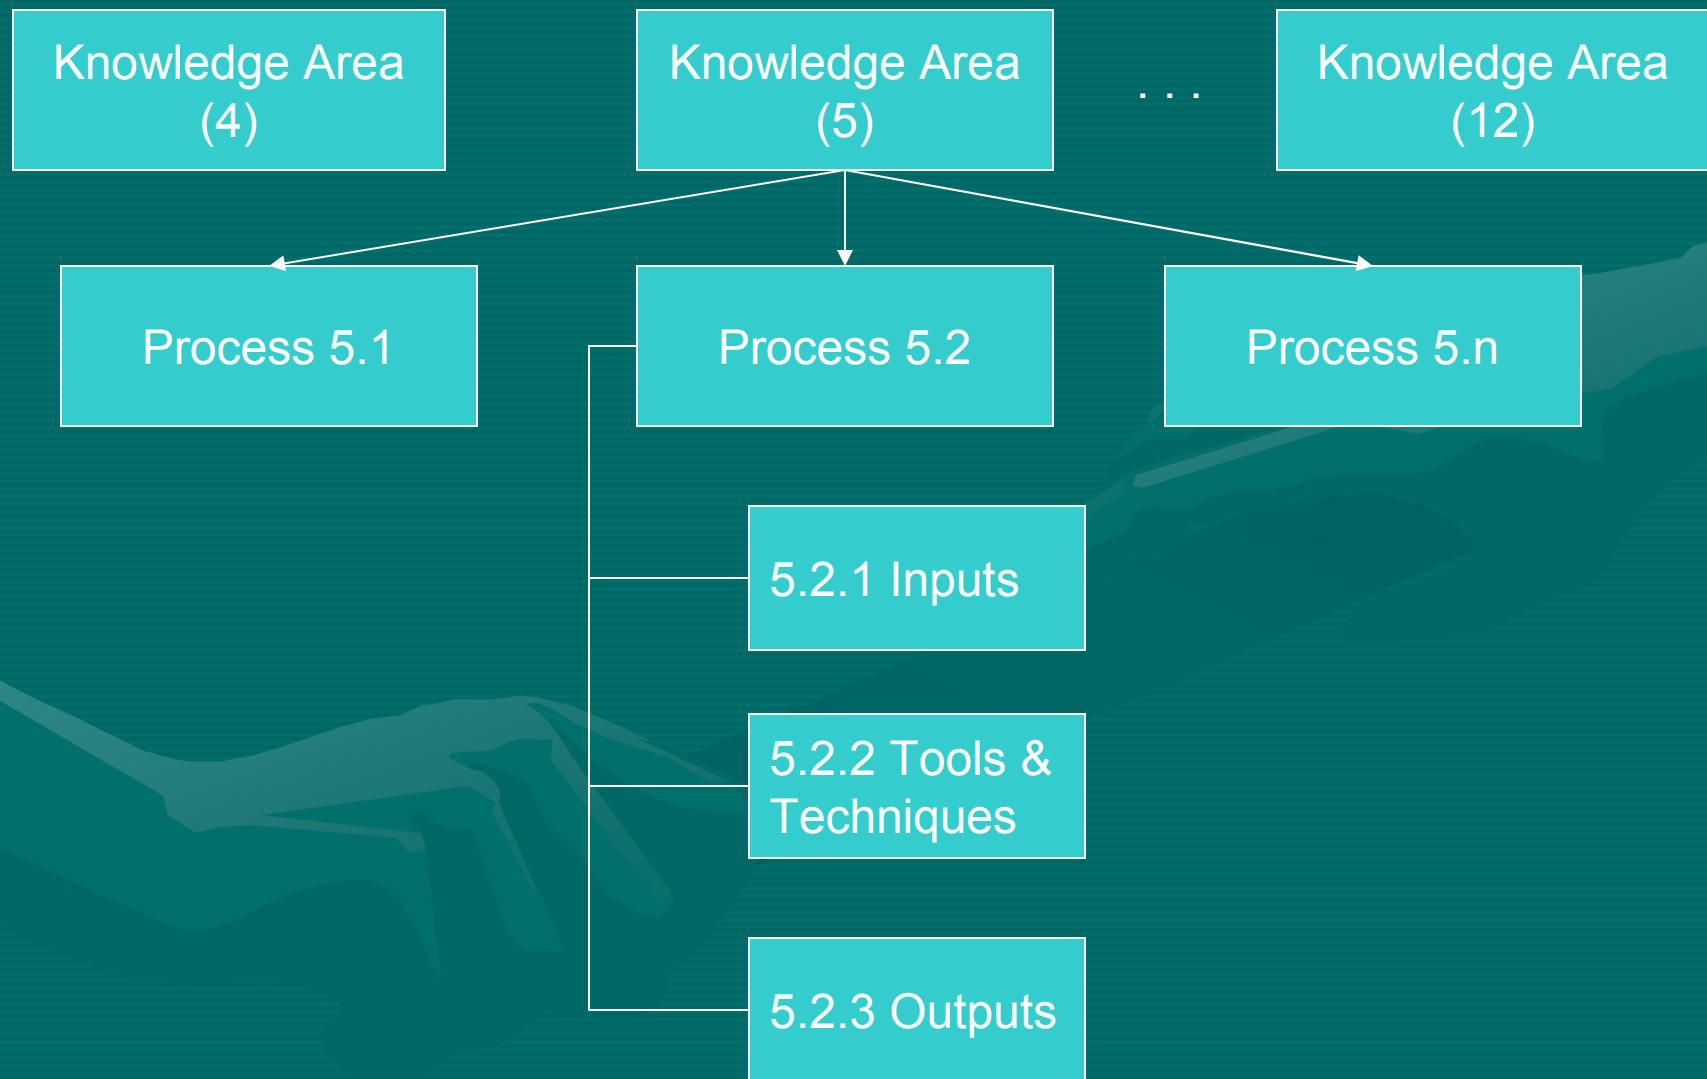 Knowledge Area
(4)
Knowledge Area
(5)
. . .
Knowledge Area
(12)
Process 5.1
Process 5.2
Process 5.n
5.2.1 Inputs
5.2.2 Tools &
Techniques
5.2.3 Outputs